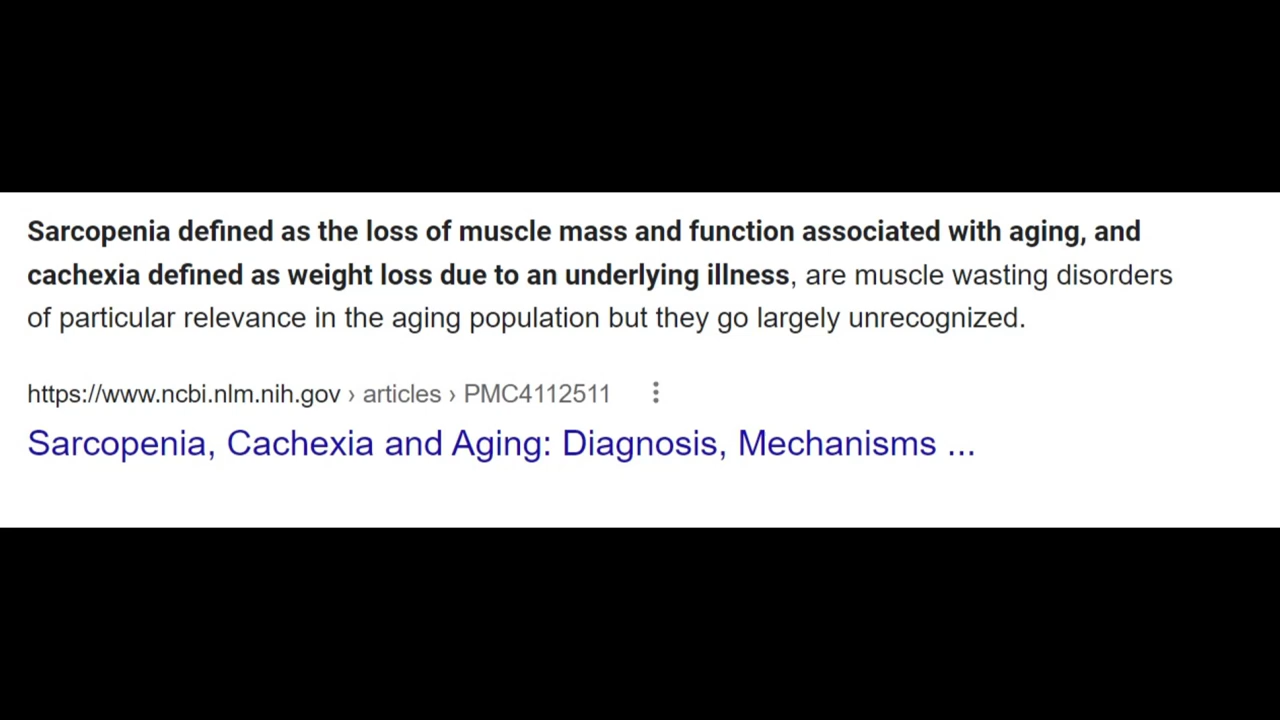 Sarcopenia defined as the loss of muscle mass and function associated with aging, and
cachexia defined as weight loss due to an underlying illness, are muscle wasting disorders
of particular relevance in the aging population but they go largely unrecognized.
https://www.ncbi.nlm.nih.gov › articles › PMC4112511
Sarcopenia, Cachexia and Aging: Diagnosis, Mechanisms ...